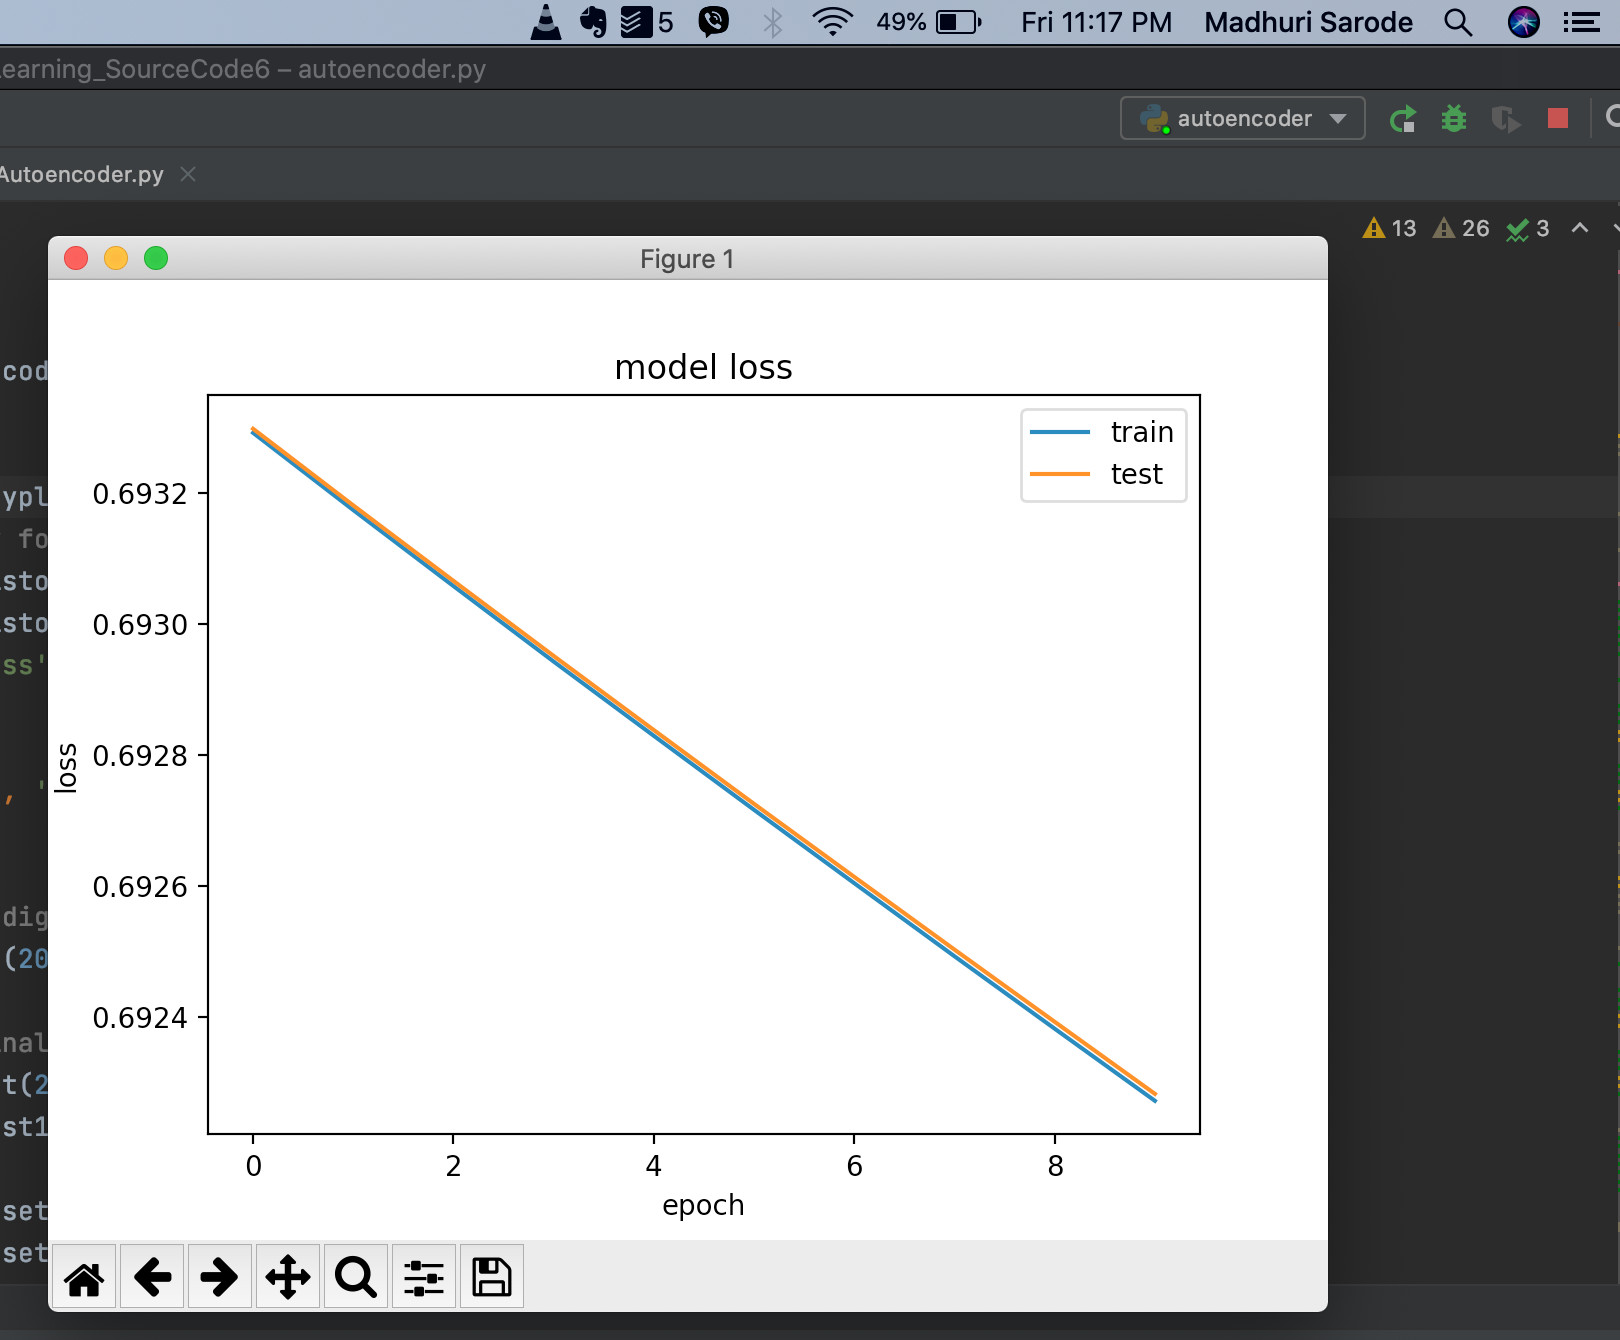 5 49% Fri 11:17 PM Madhuri Sarode
earning_SourceCode6 – autoencoder.py
autoencoder
Autoencoder.py
13 26 3
Figure 1
model loss
train
test
0.6932
0.6930
0.6928
0.6926
0.6924
loss
0 2 4 6 8
epoch
cod
ypl
fo
sto
sto
ss'
, '
dig
(20
nal
t(2
st1
set
set